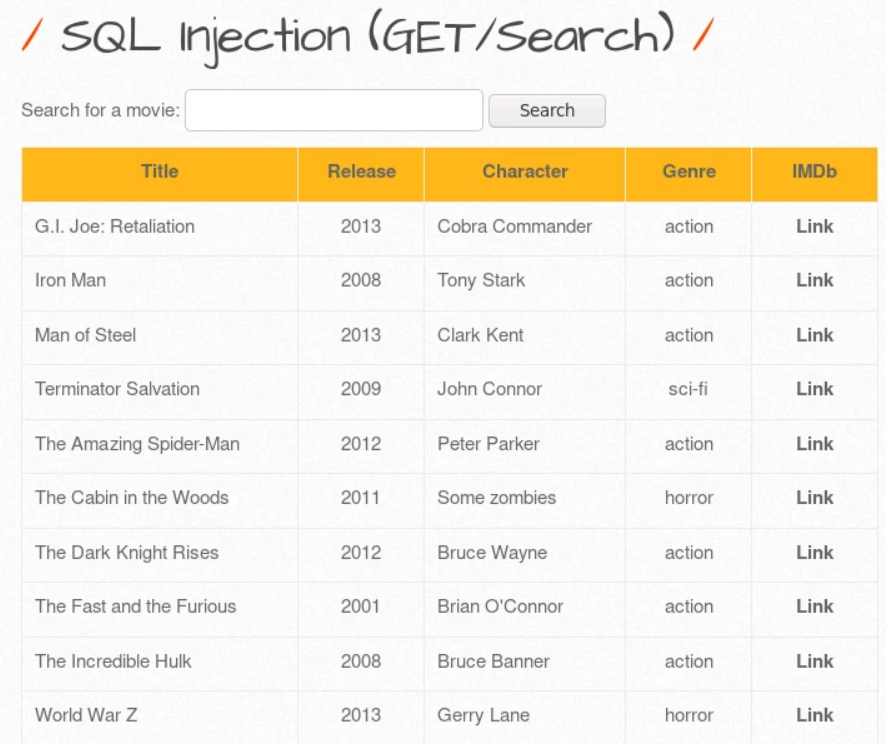 / SQL Injection (GET/Search) /
Search for a movie: Search
Title Release Character Genre IMDb
G.I. Joe: Retaliation 2013 Cobra Commander action Link
Iron Man 2008 Tony Stark action Link
Man of Steel 2013 Clark Kent action Link
Terminator Salvation 2009 John Connor sci-fi Link
The Amazing Spider-Man 2012 Peter Parker action Link
The Cabin in the Woods 2011 Some zombies horror Link
The Dark Knight Rises 2012 Bruce Wayne action Link
The Fast and the Furious 2001 Brian O'Connor action Link
The Incredible Hulk 2008 Bruce Banner action Link
World War Z 2013 Gerry Lane horror Link